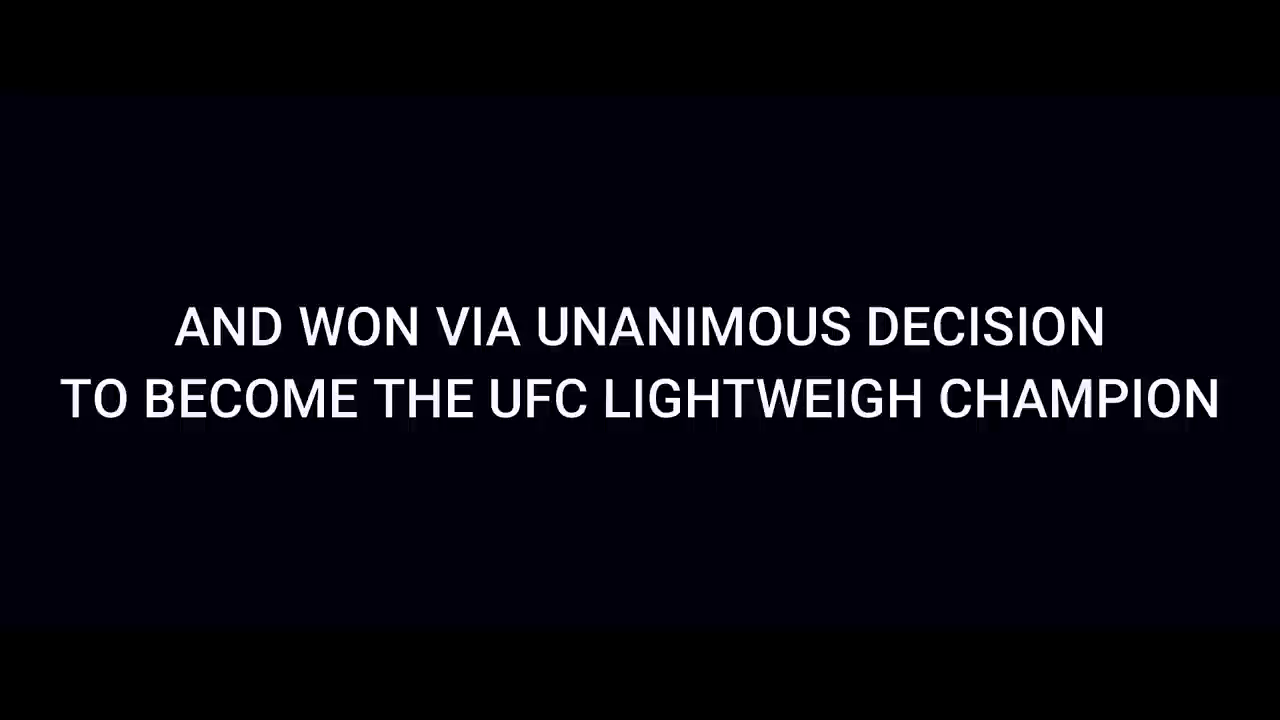 AND WON VIA UNANIMOUS DECISION
TO BECOME THE UFC LIGHTWEIGH CHAMPION